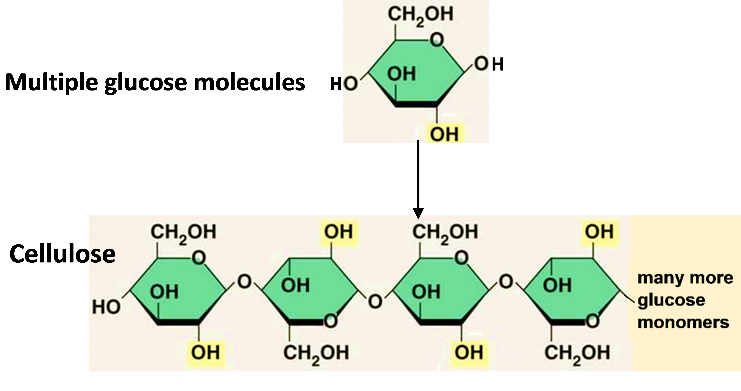 CH₂OH
O
Multiple glucose molecules
HO
OH
OH
OH
Cellulose
CH₂OH
OH
CH₂OH
OH
O
O
O
O
HO
OH
OH
O
OH
OH
O
O
many more
glucose
monomers
OH
CH₂OH
OH
CH₂OH